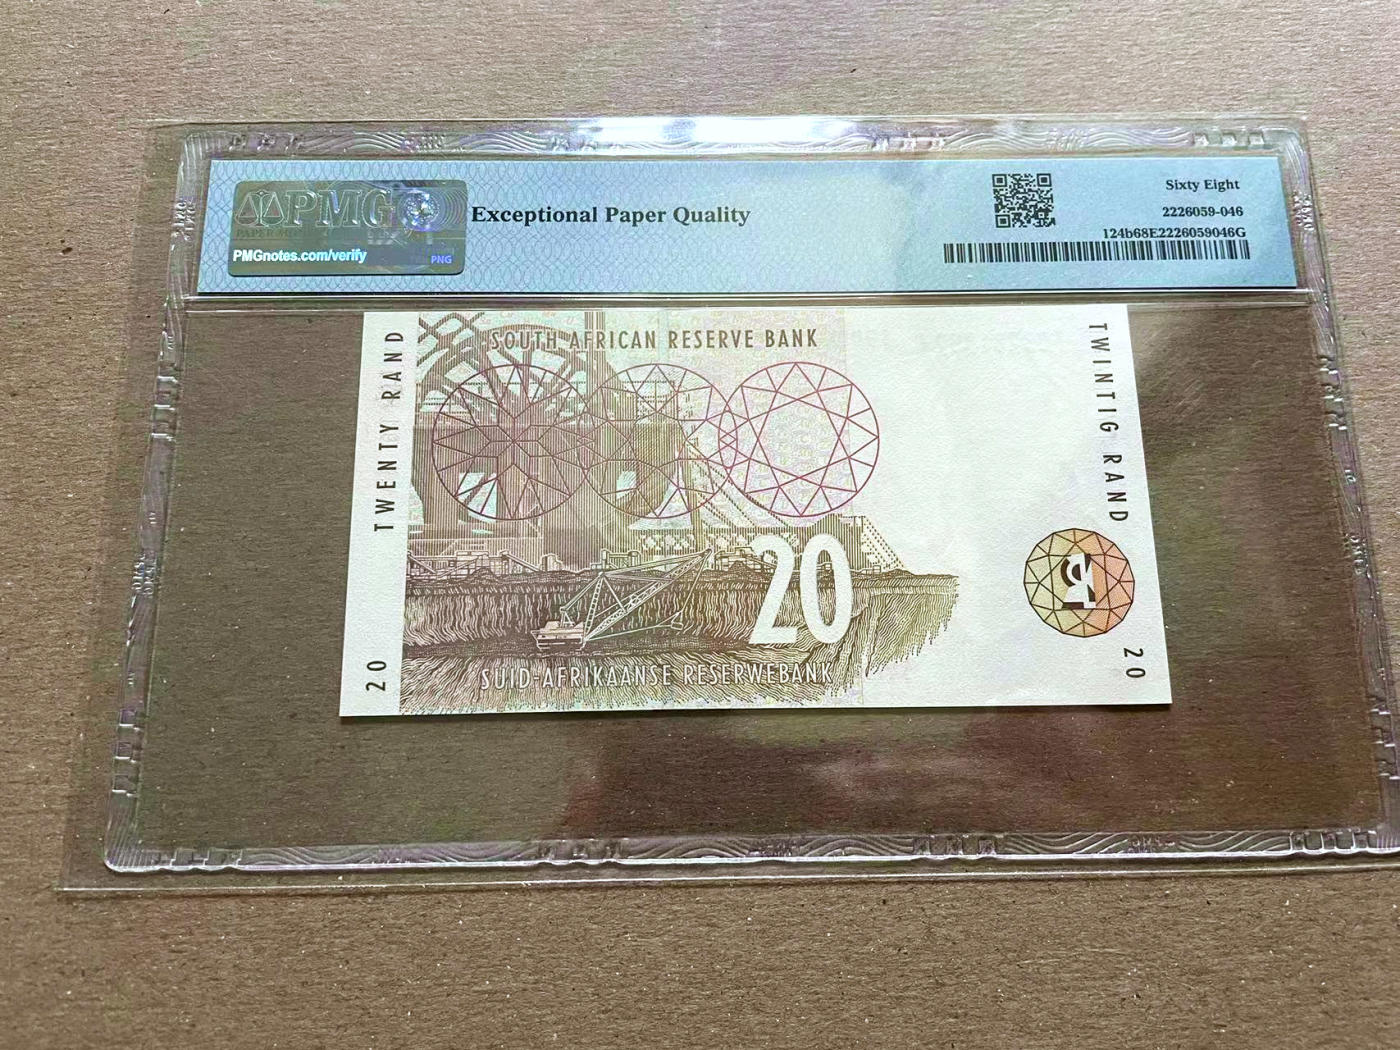 PMG
PMGnotes.com/verify
PNG
Exceptional Paper Quality
Sixty Eight
2226059-046
124b68E2226059046G
SOUTH AFRICAN RESERVE BANK
TWENTY RAND
TWINTIG RAND
20
SUID-AFRIKAANSE RESERWEBANK
20
20